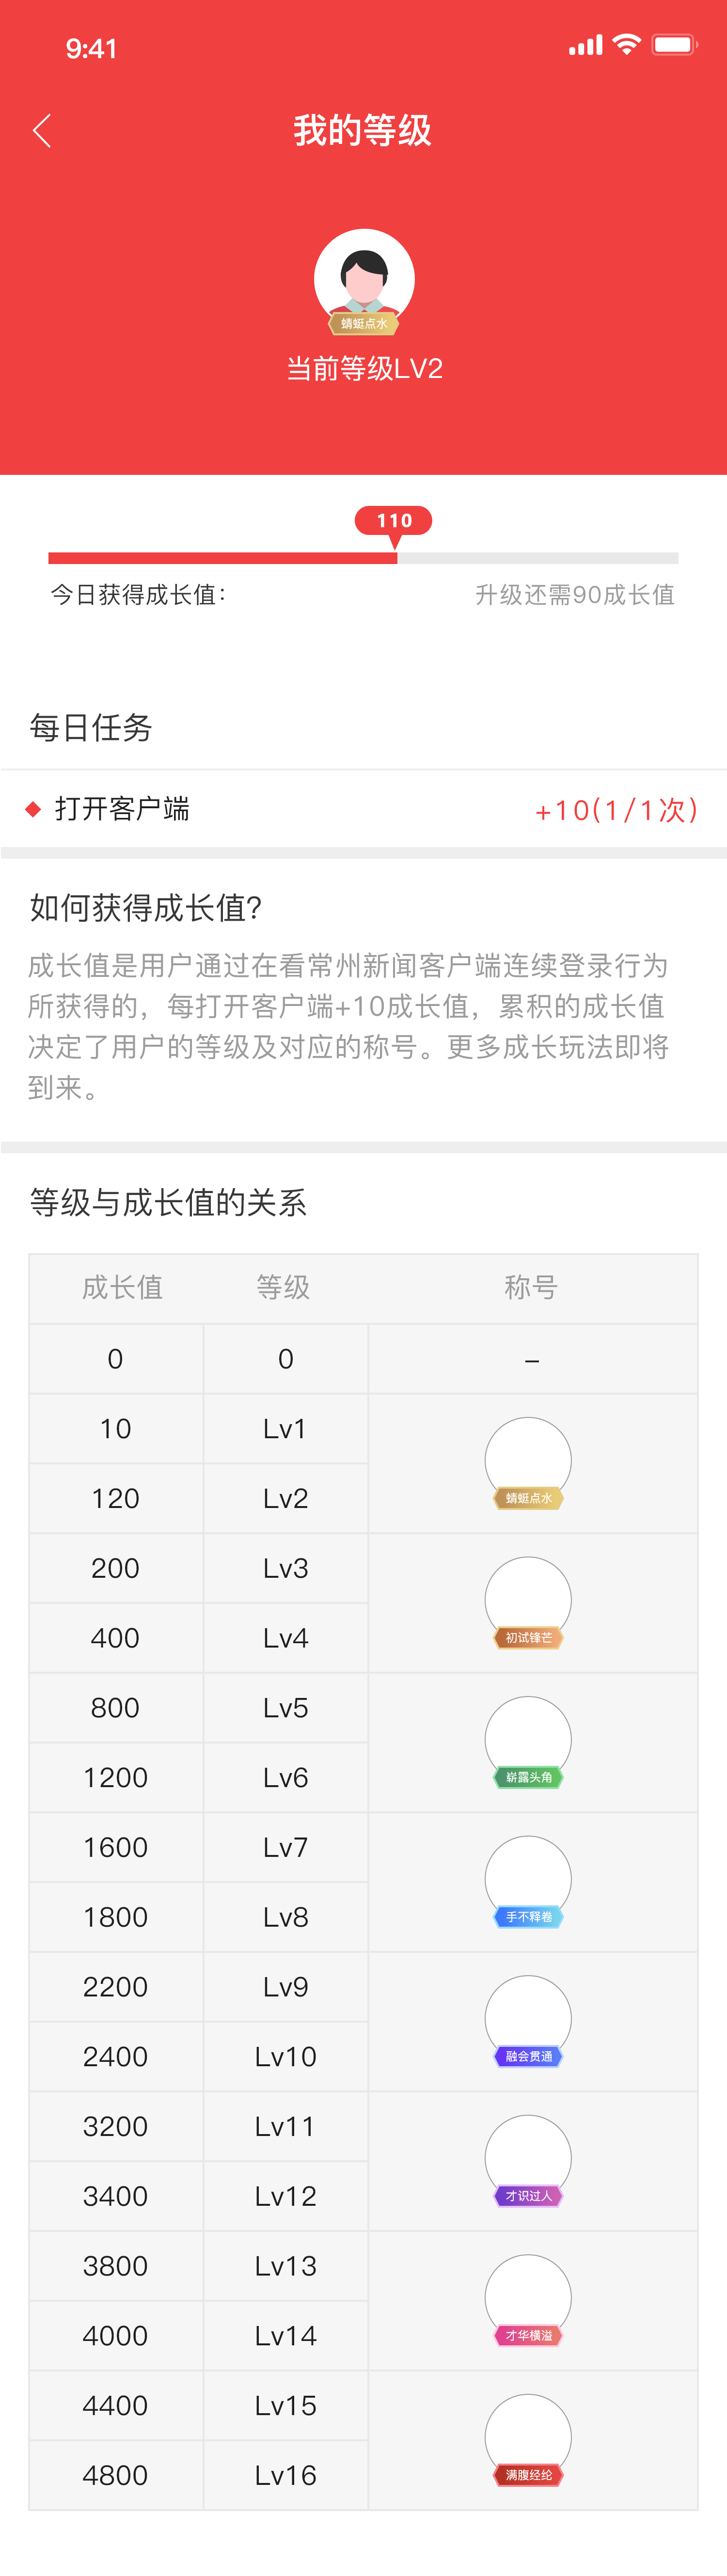 9:41
我的等级
蜻蜓点水
当前等级LV2
110
今日获得成长值：
升级还需90成长值
每日任务
打开客户端
+10(1/1次)
如何获得成长值？
成长值是用户通过在看常州新闻客户端连续登录行为
所获得的，每打开客户端+10成长值，累积的成长值
决定了用户的等级及对应的称号。更多成长玩法即将
到来。
等级与成长值的关系
成长值 等级 称号
0 0 –
10 Lv1
蜻蜓点水
120 Lv2
200 Lv3
初试锋芒
400 Lv4
800 Lv5
崭露头角
1200 Lv6
1600 Lv7
手不释卷
1800 Lv8
2200 Lv9
融会贯通
2400 Lv10
3200 Lv11
才识过人
3400 Lv12
3800 Lv13
才华横溢
4000 Lv14
4400 Lv15
满腹经纶
4800 Lv16